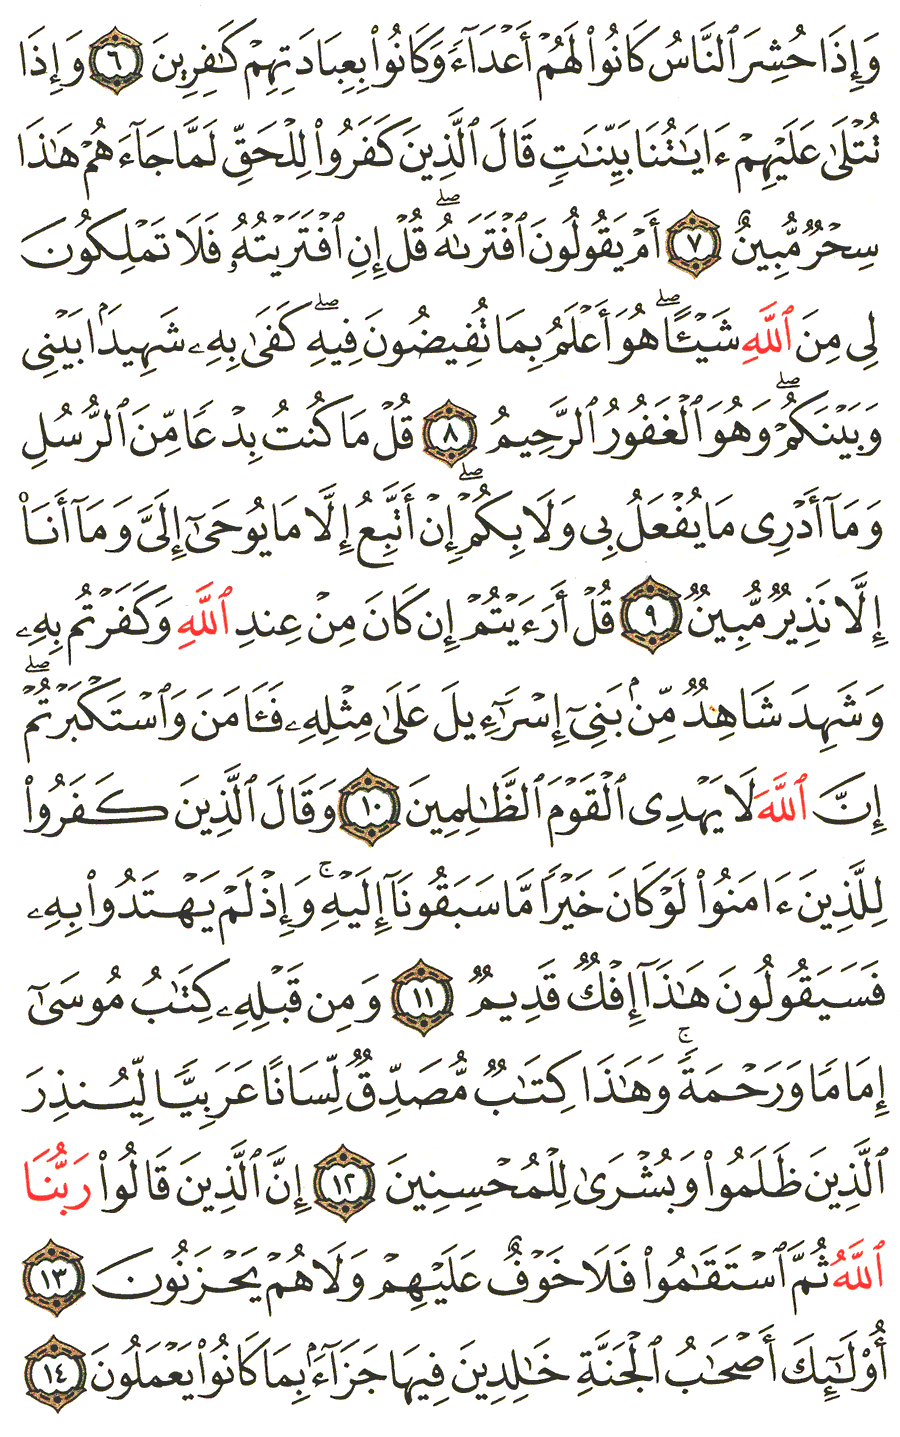 وَإِذَا حُشِرَ ٱلنَّاسُ كَانُوا۟ لَهُمْ أَعْدَآءً وَكَانُوا۟ بِعِبَادَتِهِمْ كَٰفِرِينَ ٦ وَإِذَا
تُتْلَىٰ عَلَيْهِمْ ءَايَٰتُنَا بَيِّنَٰتٍ قَالَ ٱلَّذِينَ كَفَرُوا۟ لِلْحَقِّ لَمَّا جَآءَهُمْ هَٰذَا
سِحْرٌ مُّبِينٌ ٧ أَمْ يَقُولُونَ ٱفْتَرَىٰهُ ۖ قُلْ إِنِ ٱفْتَرَيْتُهُۥ فَلَا تَمْلِكُونَ
لِى مِنَ ٱللَّهِ شَيْـًٔا ۖ هُوَ أَعْلَمُ بِمَا تُفِيضُونَ فِيهِ ۖ كَفَىٰ بِهِۦ شَهِيدًۢا بَيْنِى
وَبَيْنَكُمْ ۖ وَهُوَ ٱلْغَفُورُ ٱلرَّحِيمُ ٨ قُلْ مَا كُنتُ بِدْعًا مِّنَ ٱلرُّسُلِ
وَمَآ أَدْرِى مَا يُفْعَلُ بِى وَلَا بِكُمْ ۖ إِنْ أَتَّبِعُ إِلَّا مَا يُوحَىٰٓ إِلَىَّ وَمَآ أَنَا۠
إِلَّا نَذِيرٌ مُّبِينٌ ٩ قُلْ أَرَءَيْتُمْ إِن كَانَ مِنْ عِندِ ٱللَّهِ وَكَفَرْتُم بِهِۦ
وَشَهِدَ شَاهِدٌ مِّنۢ بَنِىٓ إِسْرَٰٓءِيلَ عَلَىٰ مِثْلِهِۦ فَـَٔامَنَ وَٱسْتَكْبَرْتُمْ ۖ
إِنَّ ٱللَّهَ لَا يَهْدِى ٱلْقَوْمَ ٱلظَّٰلِمِينَ ١٠ وَقَالَ ٱلَّذِينَ كَفَرُوا۟
لِلَّذِينَ ءَامَنُوا۟ لَوْ كَانَ خَيْرًا مَّا سَبَقُونَآ إِلَيْهِ ۚ وَإِذْ لَمْ يَهْتَدُوا۟ بِهِۦ
فَسَيَقُولُونَ هَٰذَآ إِفْكٌ قَدِيمٌ ١١ وَمِن قَبْلِهِۦ كِتَٰبُ مُوسَىٰٓ
إِمَامًا وَرَحْمَةً ۚ وَهَٰذَا كِتَٰبٌ مُّصَدِّقٌ لِّسَانًا عَرَبِيًّا لِّيُنذِرَ
ٱلَّذِينَ ظَلَمُوا۟ وَبُشْرَىٰ لِلْمُحْسِنِينَ ١٢ إِنَّ ٱلَّذِينَ قَالُوا۟ رَبُّنَا
ٱللَّهُ ثُمَّ ٱسْتَقَٰمُوا۟ فَلَا خَوْفٌ عَلَيْهِمْ وَلَا هُمْ يَحْزَنُونَ ١٣
أُو۟لَٰٓئِكَ أَصْحَٰبُ ٱلْجَنَّةِ خَٰلِدِينَ فِيهَا جَزَآءًۢ بِمَا كَانُوا۟ يَعْمَلُونَ ١٤